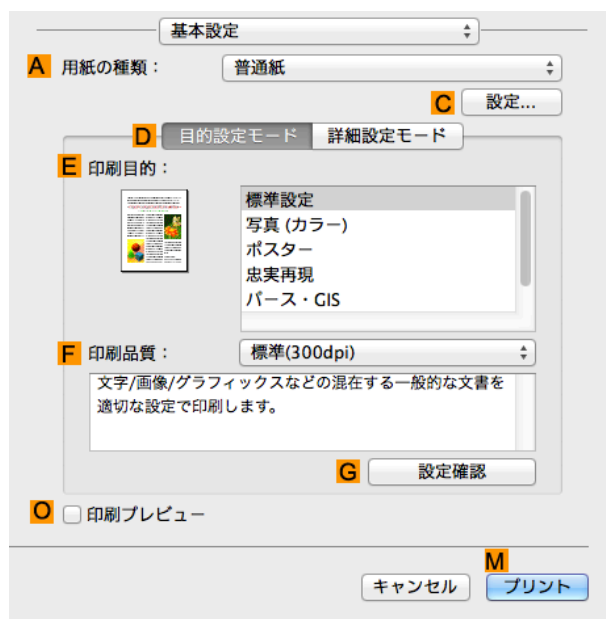 基本設定
A 用紙の種類： 普通紙
C 設定...
D 目的設定モード 詳細設定モード
E 印刷目的：
標準設定
写真 (カラー)
ポスター
忠実再現
パース・GIS
F 印刷品質： 標準(300dpi)
文字/画像/グラフィックスなどの混在する一般的な文書を
適切な設定で印刷します。
G 設定確認
O 印刷プレビュー
M
キャンセル プリント